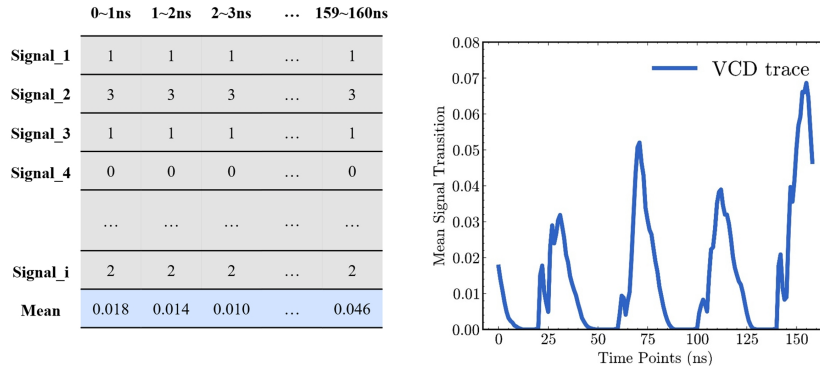 0~1ns 1~2ns 2~3ns … 159~160ns
Signal_1 1 1 1 … 1
Signal_2 3 3 3 … 3
Signal_3 1 1 1 … 1
Signal_4 0 0 0 … 0
… … … … …
Signal_i 2 2 2 … 2
Mean 0.018 0.014 0.010 … 0.046
0.08
0.07
0.06
0.05
0.04
0.03
0.02
0.01
0.00
Mean Signal Transition
VCD trace
0 25 50 75 100 125 150
Time Points (ns)